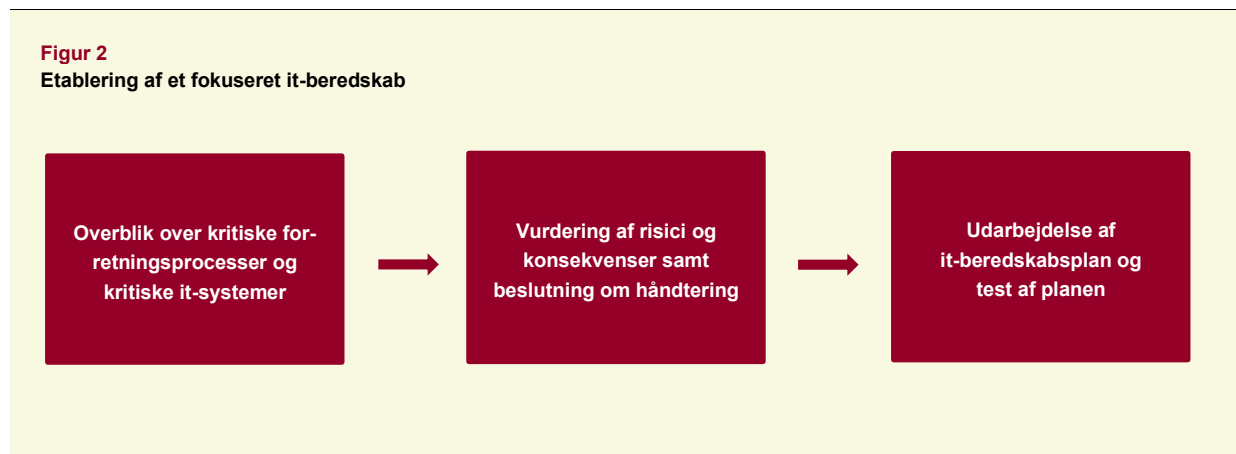 Figur 2
Etablering af et fokuseret it-beredskab
Overblik over kritiske for-
retningsprocesser og
kritiske it-systemer
Vurdering af risici og
konsekvenser samt
beslutning om håndtering
Udarbejdelse af
it-beredskabsplan og
test af planen